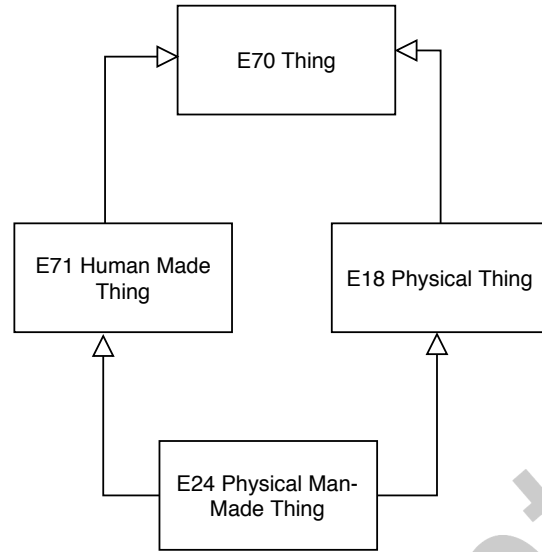 E70 Thing
E71 Human Made
Thing
E18 Physical Thing
E24 Physical Man-
Made Thing